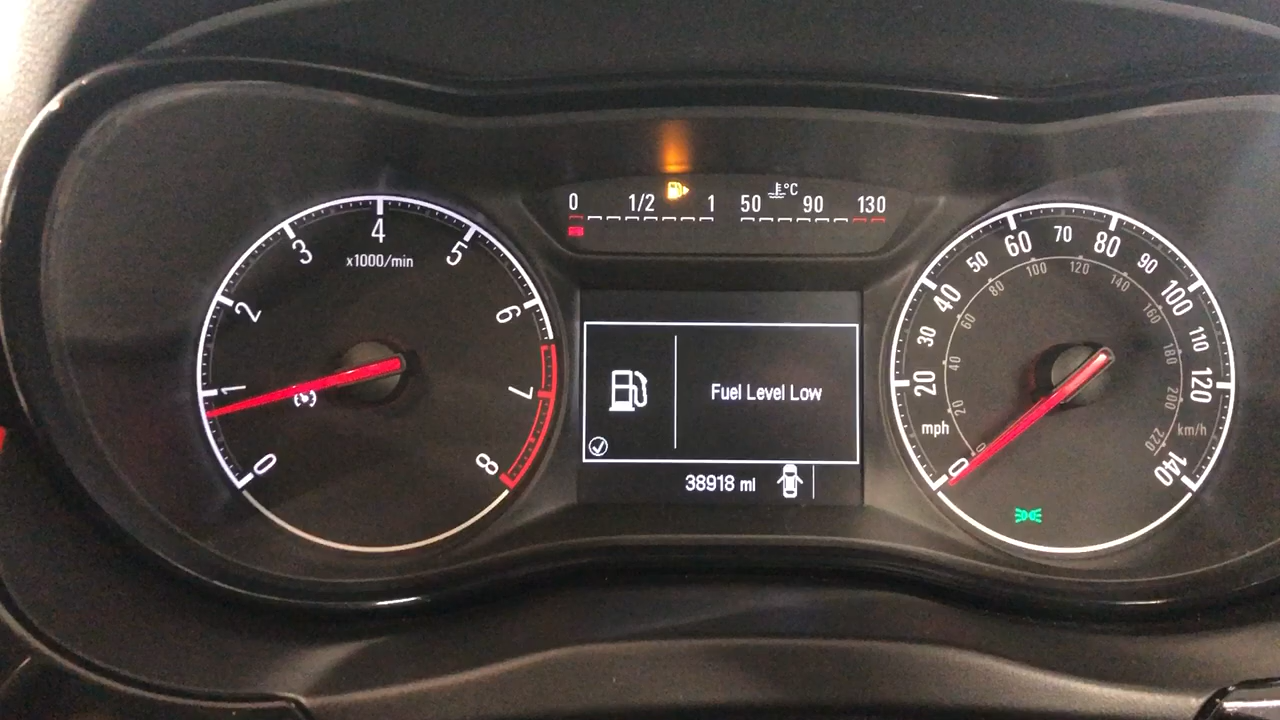 0 1/2 1 50 °C 90 130
0 1 2 3 4 5 6 7 8
x1000/min
Fuel Level Low
38918 mi
0 20 30 40 50 60 70 80 90 100 110 120 140
mph
0 20 40 60 80 100 120 140 160 180 200 220
km/h